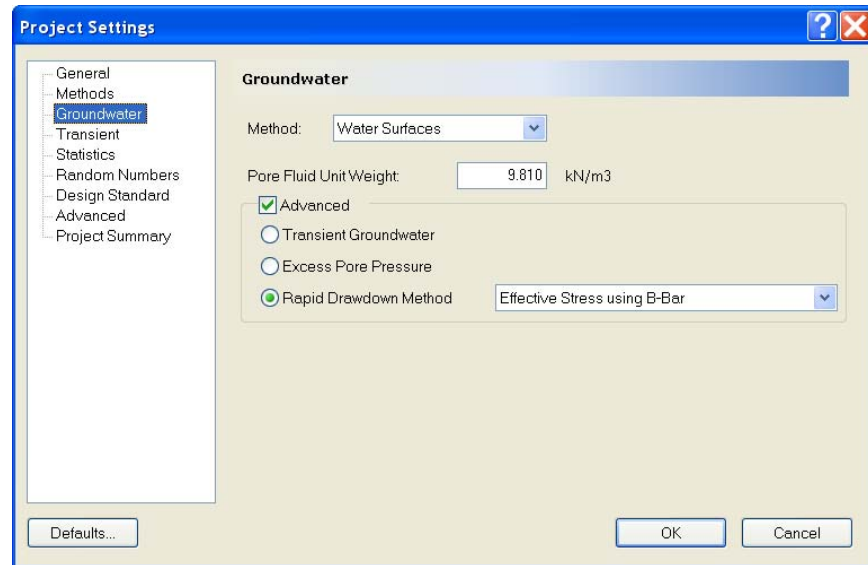 Project Settings
General
Methods
Groundwater
Transient
Statistics
Random Numbers
Design Standard
Advanced
Project Summary
Groundwater
Method: Water Surfaces
Pore Fluid Unit Weight: 9.810 kN/m3
Advanced
Transient Groundwater
Excess Pore Pressure
Rapid Drawdown Method Effective Stress using B-Bar
Defaults... OK Cancel